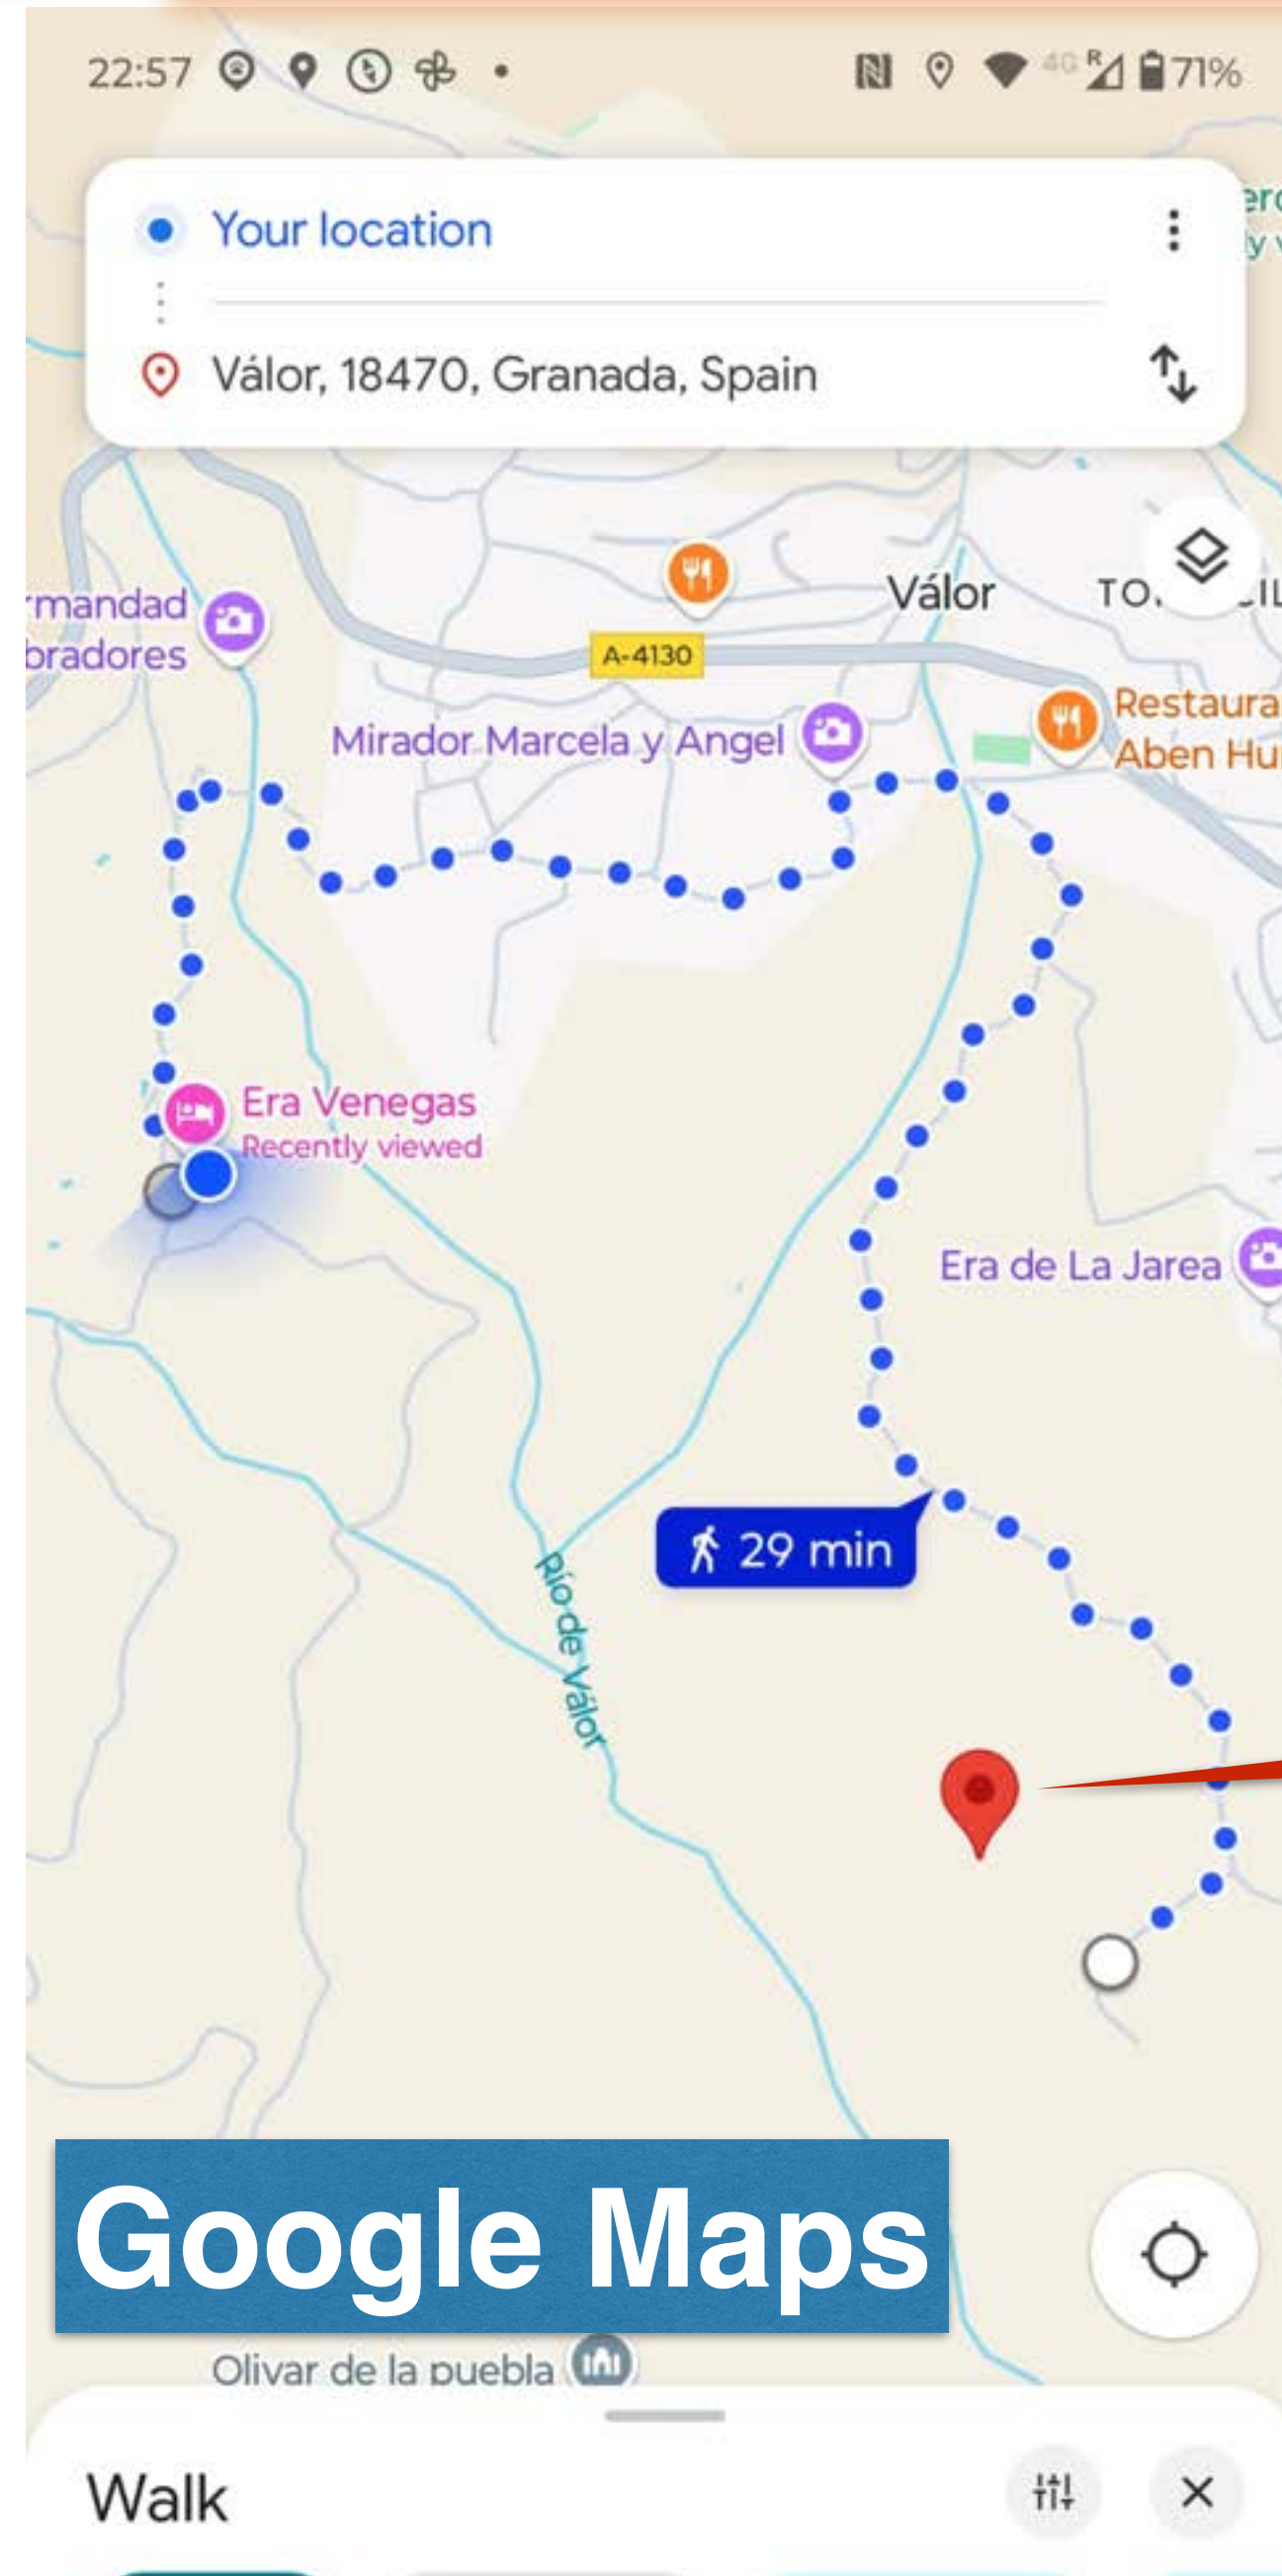 22:57
4G R 71%
Your location
Válor, 18470, Granada, Spain
Válor
A-4130
Mirador Marcela y Angel
Era Venegas
Recently viewed
Era de La Jarea
29 min
Río de Válor
Google Maps
Olivar de la puebla
Walk